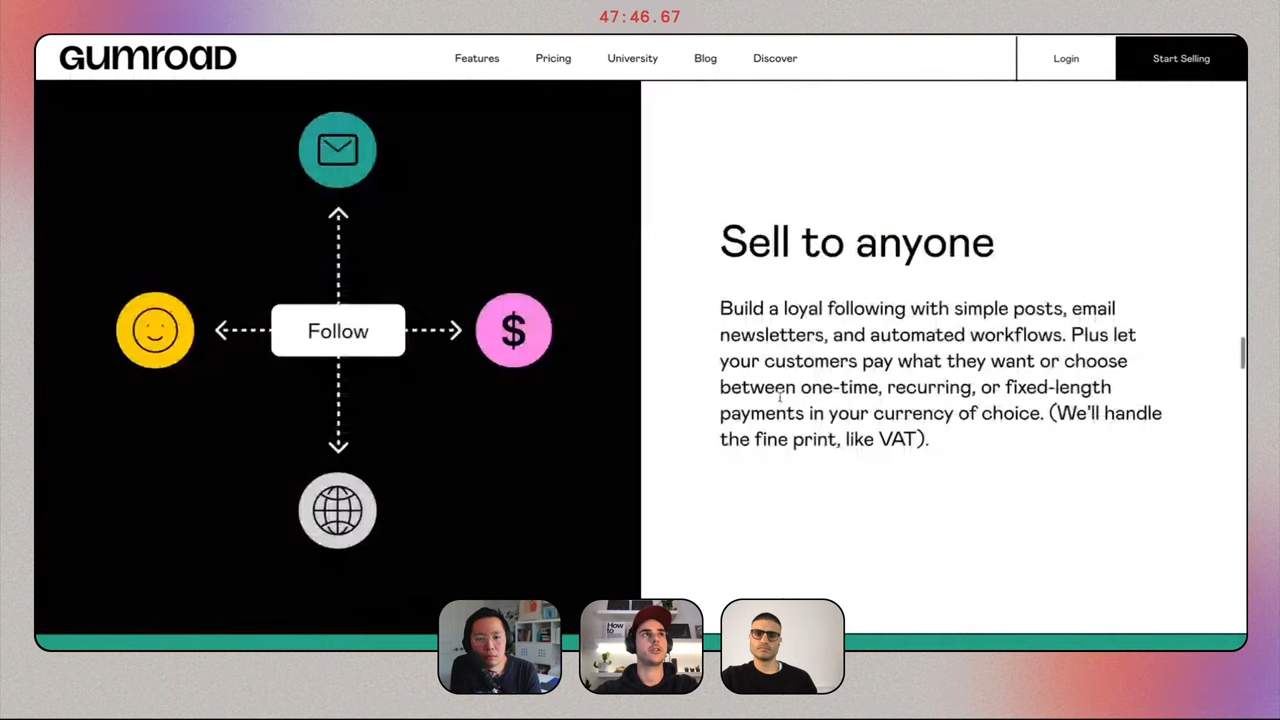 47:46.67
GUMROAD
Features
Pricing
University
Blog
Discover
Login
Start Selling
Follow
$
Sell to anyone
Build a loyal following with simple posts, email
newsletters, and automated workflows. Plus let
your customers pay what they want or choose
between one-time, recurring, or fixed-length
payments in your currency of choice. (We'll handle
the fine print, like VAT).
How
to